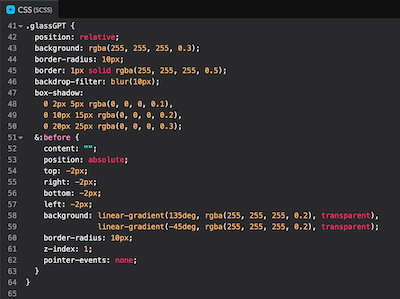 CSS (SCSS)
41 .glassGPT {
42 position: relative;
43 background: rgba(255, 255, 255, 0.3);
44 border-radius: 10px;
45 border: 1px solid rgba(255, 255, 255, 0.5);
46 backdrop-filter: blur(10px);
47 box-shadow:
48 0 2px 5px rgba(0, 0, 0, 0.1),
49 0 10px 15px rgba(0, 0, 0, 0.2),
50 0 20px 25px rgba(0, 0, 0, 0.3);
51 &:before {
52 content: "";
53 position: absolute;
54 top: -2px;
55 right: -2px;
56 bottom: -2px;
57 left: -2px;
58 background: linear-gradient(135deg, rgba(255, 255, 255, 0.2), transparent),
59 linear-gradient(-45deg, rgba(255, 255, 255, 0.2), transparent);
60 border-radius: 10px;
61 z-index: 1;
62 pointer-events: none;
63 }
64 }
65